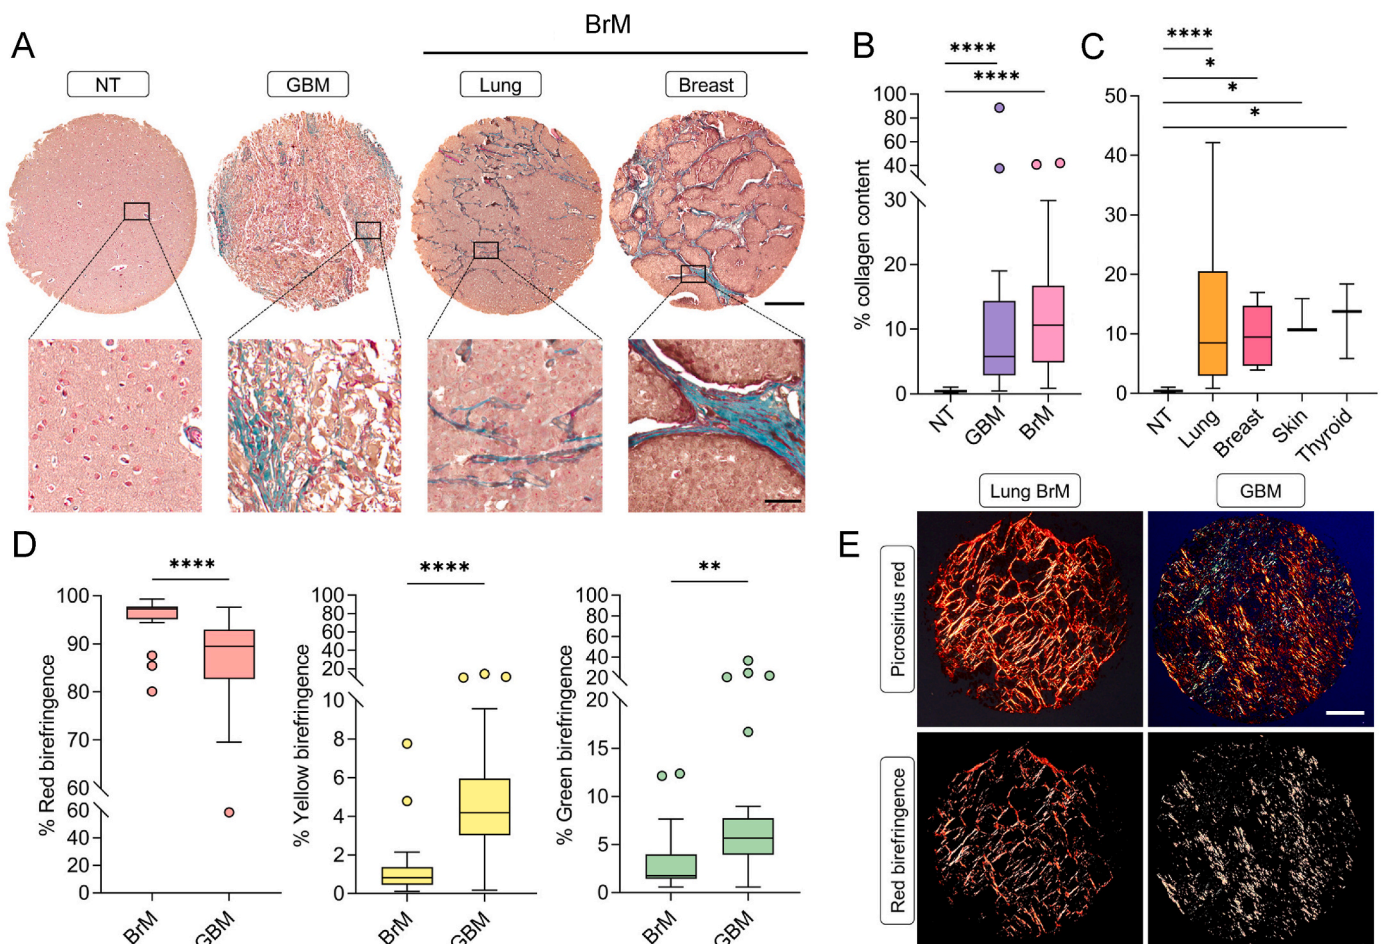 A
BrM
NT
GBM
Lung
Breast
B
****
****
% collagen content
100
80
60
40
30
20
10
0
NT
GBM
BrM
C
****
*
*
*
50
40
30
20
10
0
NT
Lung
Breast
Skin
Thyroid
D
****
% Red birefringence
100
90
80
70
60
60
40
20
0
BrM
GBM
****
% Yellow birefringence
100
80
60
40
20
10
8
6
4
2
0
BrM
GBM
**
% Green birefringence
100
80
60
40
20
20
15
10
5
0
BrM
GBM
E
Lung BrM
GBM
Picrosirius red
Red birefringence